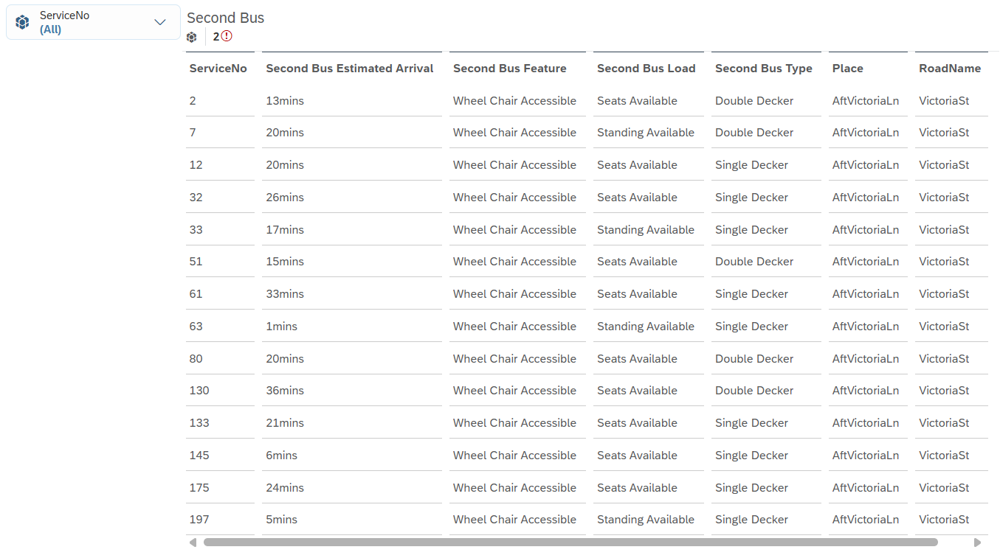 ServiceNo
(All)
Second Bus
2
ServiceNo Second Bus Estimated Arrival Second Bus Feature Second Bus Load Second Bus Type Place RoadName
2 13mins Wheel Chair Accessible Seats Available Double Decker AftVictoriaLn VictoriaSt
7 20mins Wheel Chair Accessible Standing Available Double Decker AftVictoriaLn VictoriaSt
12 20mins Wheel Chair Accessible Seats Available Single Decker AftVictoriaLn VictoriaSt
32 26mins Wheel Chair Accessible Seats Available Single Decker AftVictoriaLn VictoriaSt
33 17mins Wheel Chair Accessible Standing Available Single Decker AftVictoriaLn VictoriaSt
51 15mins Wheel Chair Accessible Seats Available Double Decker AftVictoriaLn VictoriaSt
61 33mins Wheel Chair Accessible Seats Available Single Decker AftVictoriaLn VictoriaSt
63 1mins Wheel Chair Accessible Standing Available Single Decker AftVictoriaLn VictoriaSt
80 20mins Wheel Chair Accessible Seats Available Double Decker AftVictoriaLn VictoriaSt
130 36mins Wheel Chair Accessible Seats Available Double Decker AftVictoriaLn VictoriaSt
133 21mins Wheel Chair Accessible Seats Available Single Decker AftVictoriaLn VictoriaSt
145 6mins Wheel Chair Accessible Seats Available Single Decker AftVictoriaLn VictoriaSt
175 24mins Wheel Chair Accessible Seats Available Single Decker AftVictoriaLn VictoriaSt
197 5mins Wheel Chair Accessible Standing Available Single Decker AftVictoriaLn VictoriaSt